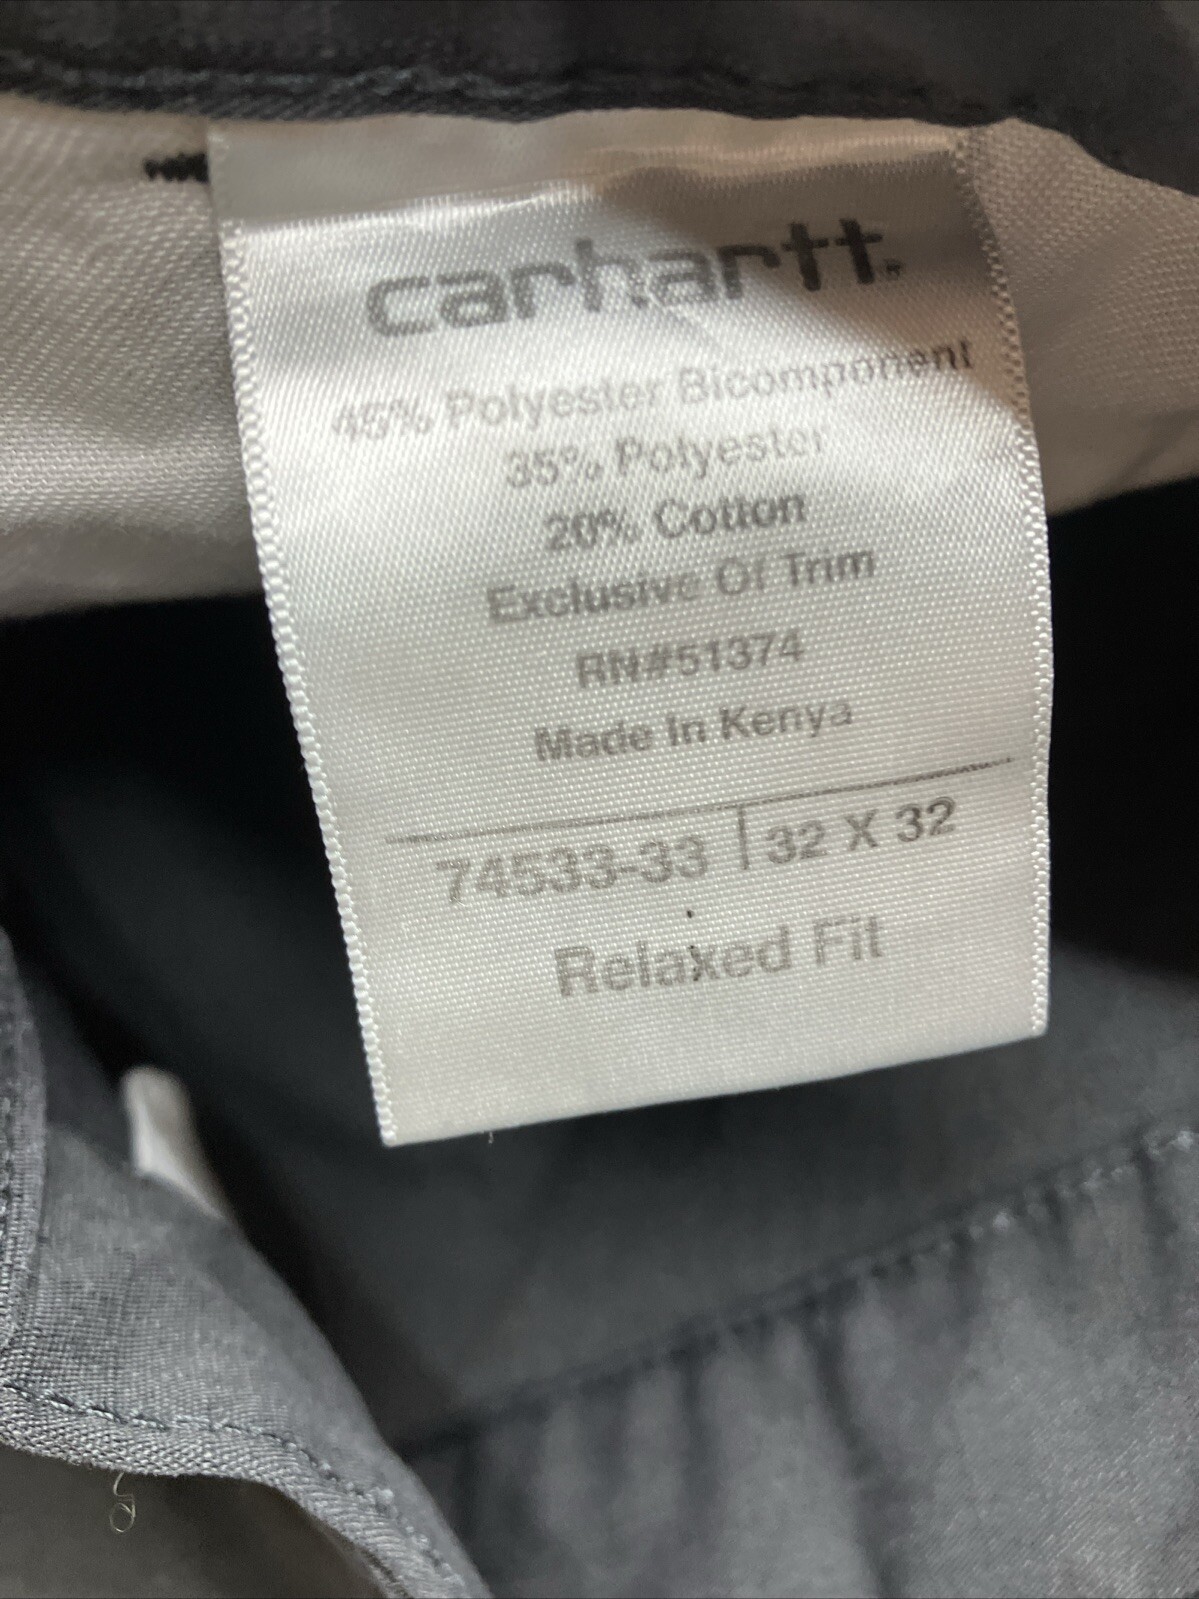 carhartt
45% Polyester Bicomponent
35% Polyester
20% Cotton
Exclusive Of Trim
RN#51374
Made In Kenya
74533-33 | 32 X 32
Relaxed Fit